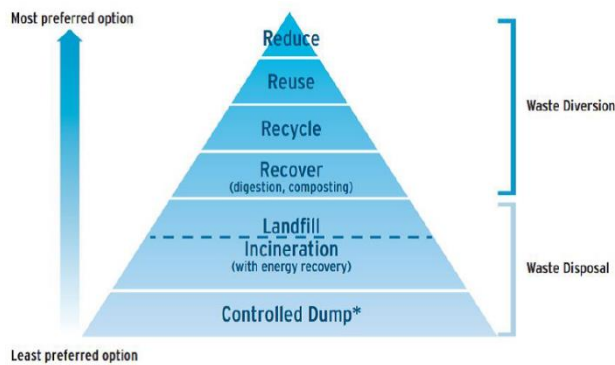 Most preferred option
Reduce
Reuse
Waste Diversion
Recycle
Recover
(digestion, composting)
Landfill
Incineration
(with energy recovery)
Waste Disposal
Controlled Dump*
Least preferred option